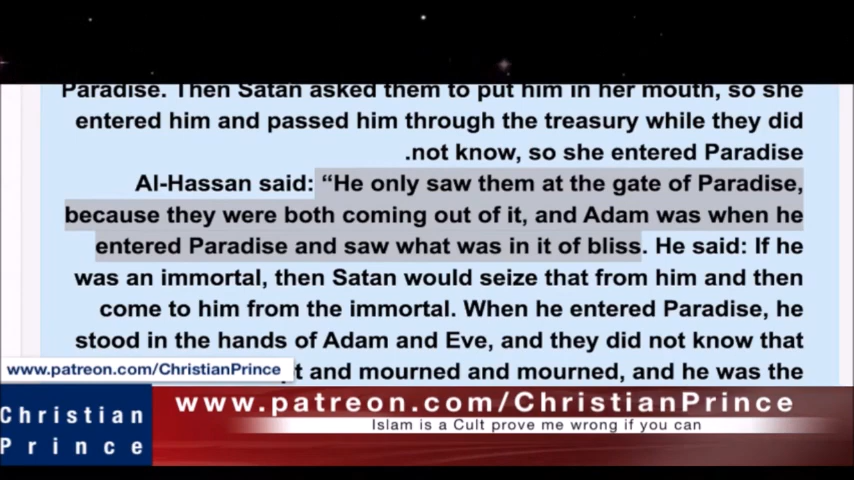 Paradise. Then Satan asked them to put him in her mouth, so she
entered him and passed him through the treasury while they did
.not know, so she entered Paradise
Al-Hassan said: “He only saw them at the gate of Paradise,
because they were both coming out of it, and Adam was when he
entered Paradise and saw what was in it of bliss. He said: If he
was an immortal, then Satan would seize that from him and then
come to him from the immortal. When he entered Paradise, he
stood in the hands of Adam and Eve, and they did not know that
and mourned and mourned, and he was the
www.patreon.com/ChristianPrince
Christian
Prince
www.patreon.com/ChristianPrince
Islam is a Cult prove me wrong if you can